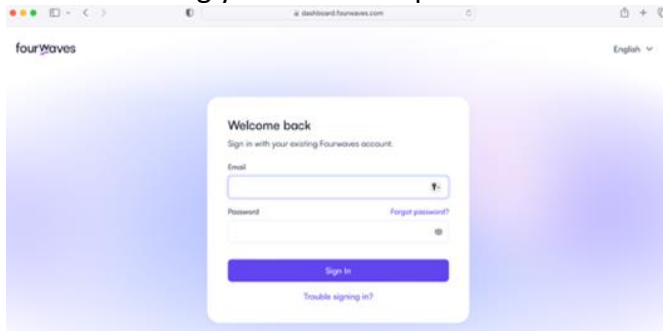 dashboard.fourwaves.com
fourwaves
English
Welcome back
Sign in with your existing Fourwaves account.
Email
Password Forgot password?
Sign In
Trouble signing in?